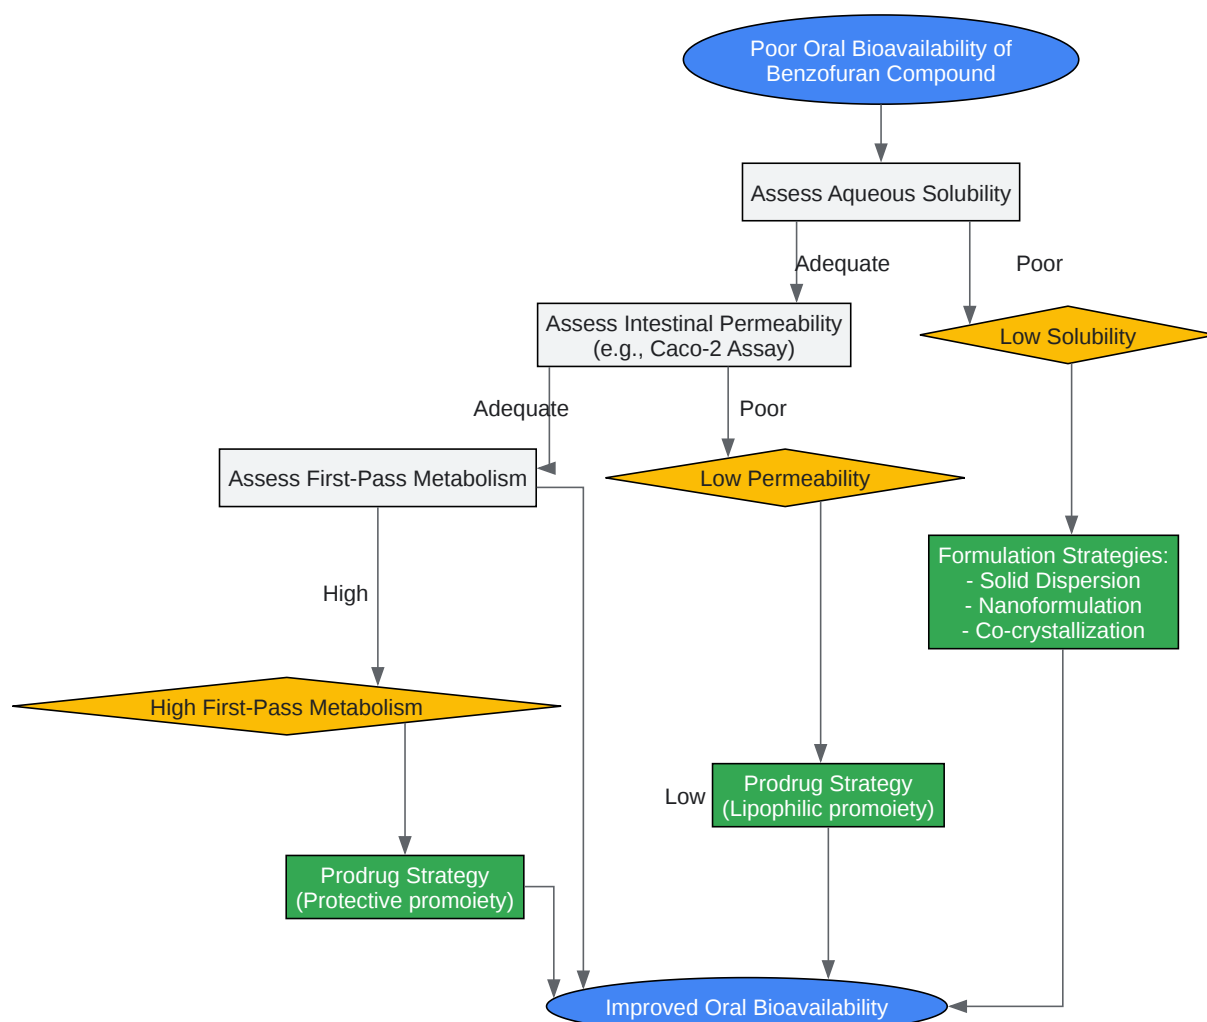 Poor Oral Bioavailability of
Benzofuran Compound
Assess Aqueous Solubility
Adequate
Poor
Assess Intestinal Permeability
(e.g., Caco-2 Assay)
Low Solubility
Adequate
Poor
Assess First-Pass Metabolism
Low Permeability
Formulation Strategies:
- Solid Dispersion
- Nanoformulation
- Co-crystallization
High
High First-Pass Metabolism
Low
Prodrug Strategy
(Lipophilic promoiety)
Prodrug Strategy
(Protective promoiety)
Improved Oral Bioavailability